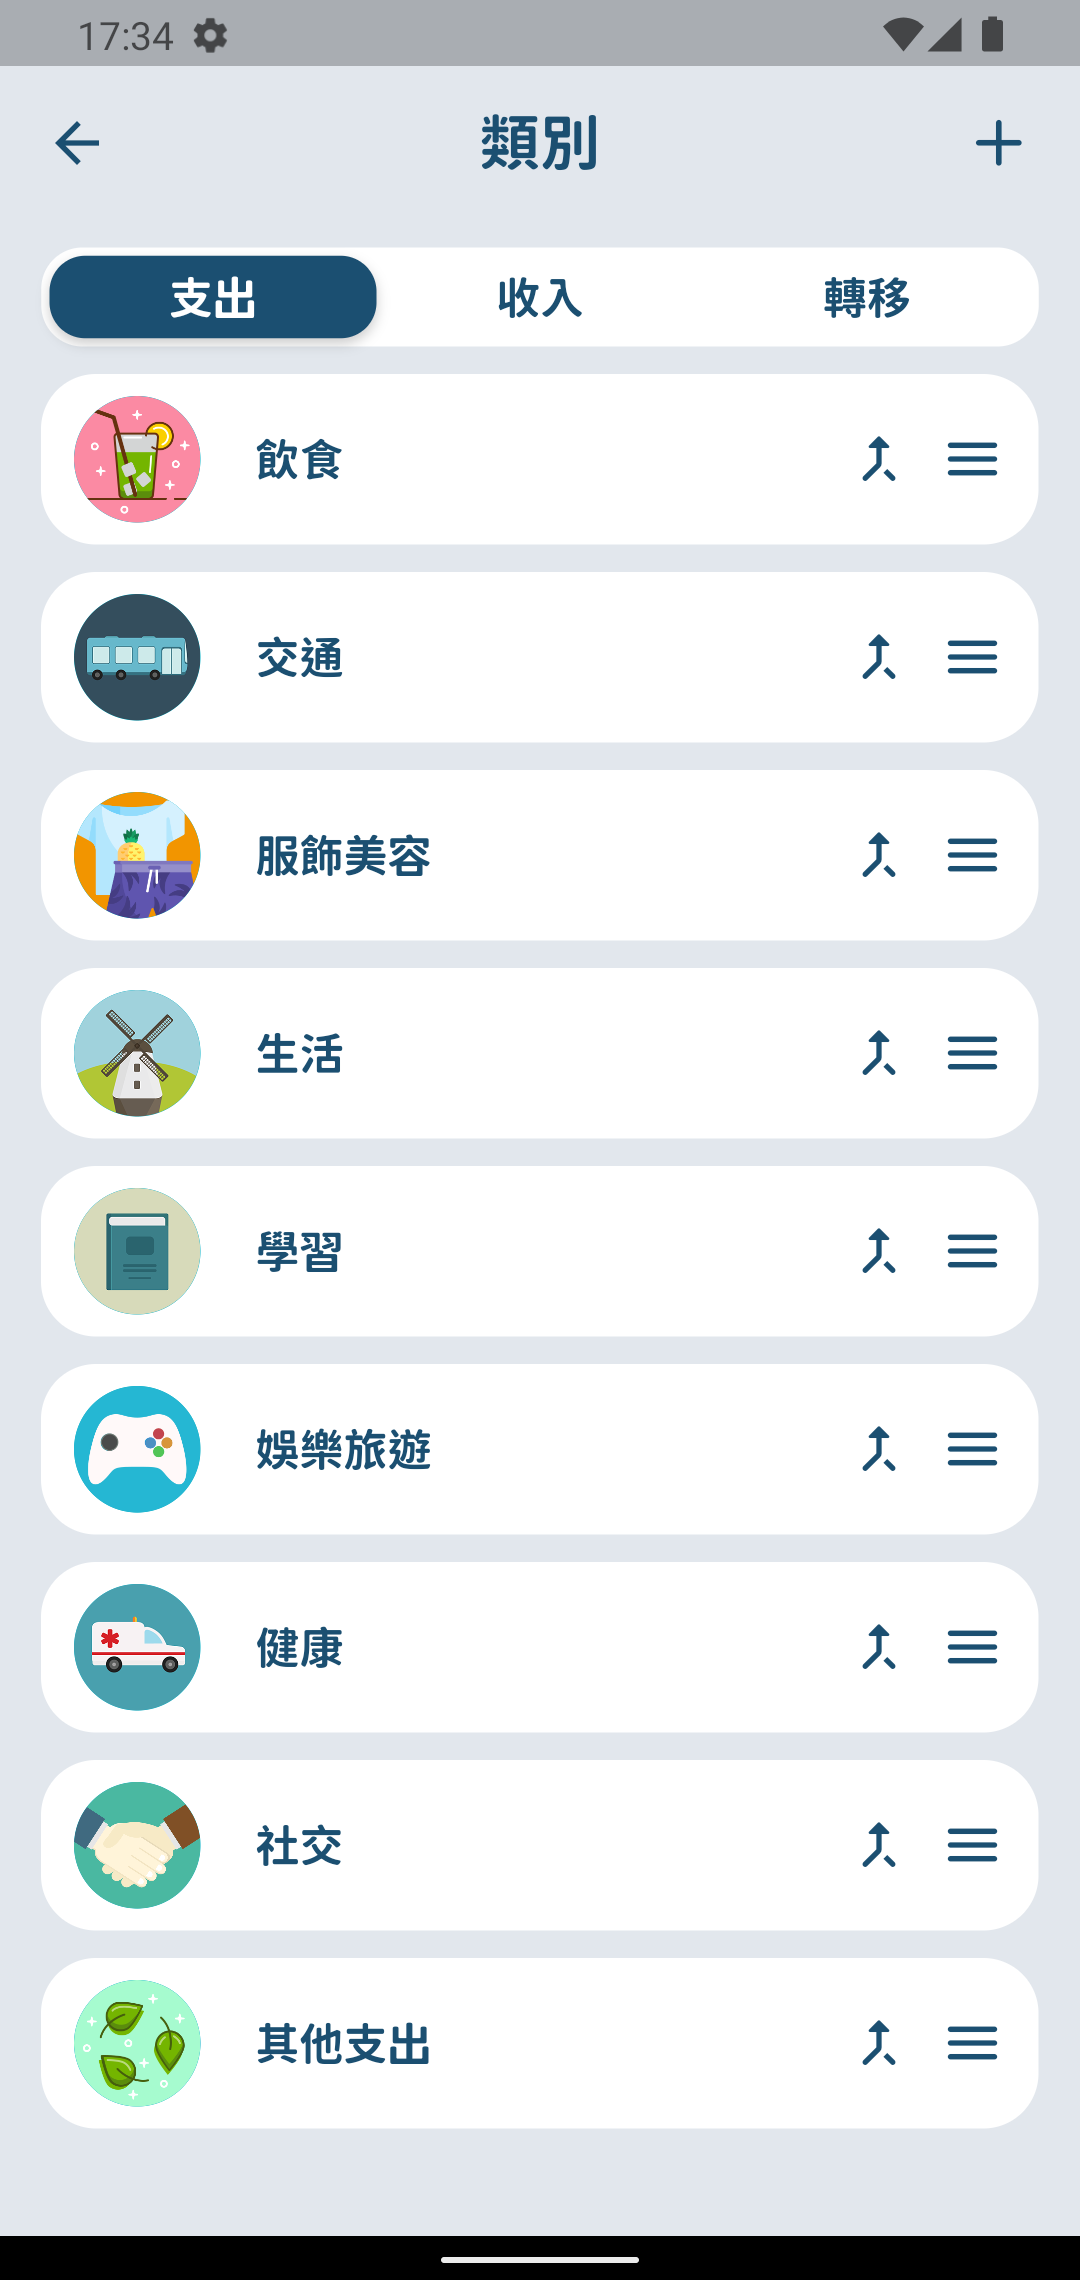 17:34
類別
支出 收入 轉移
飲食
交通
服飾美容
生活
學習
娛樂旅遊
健康
社交
其他支出